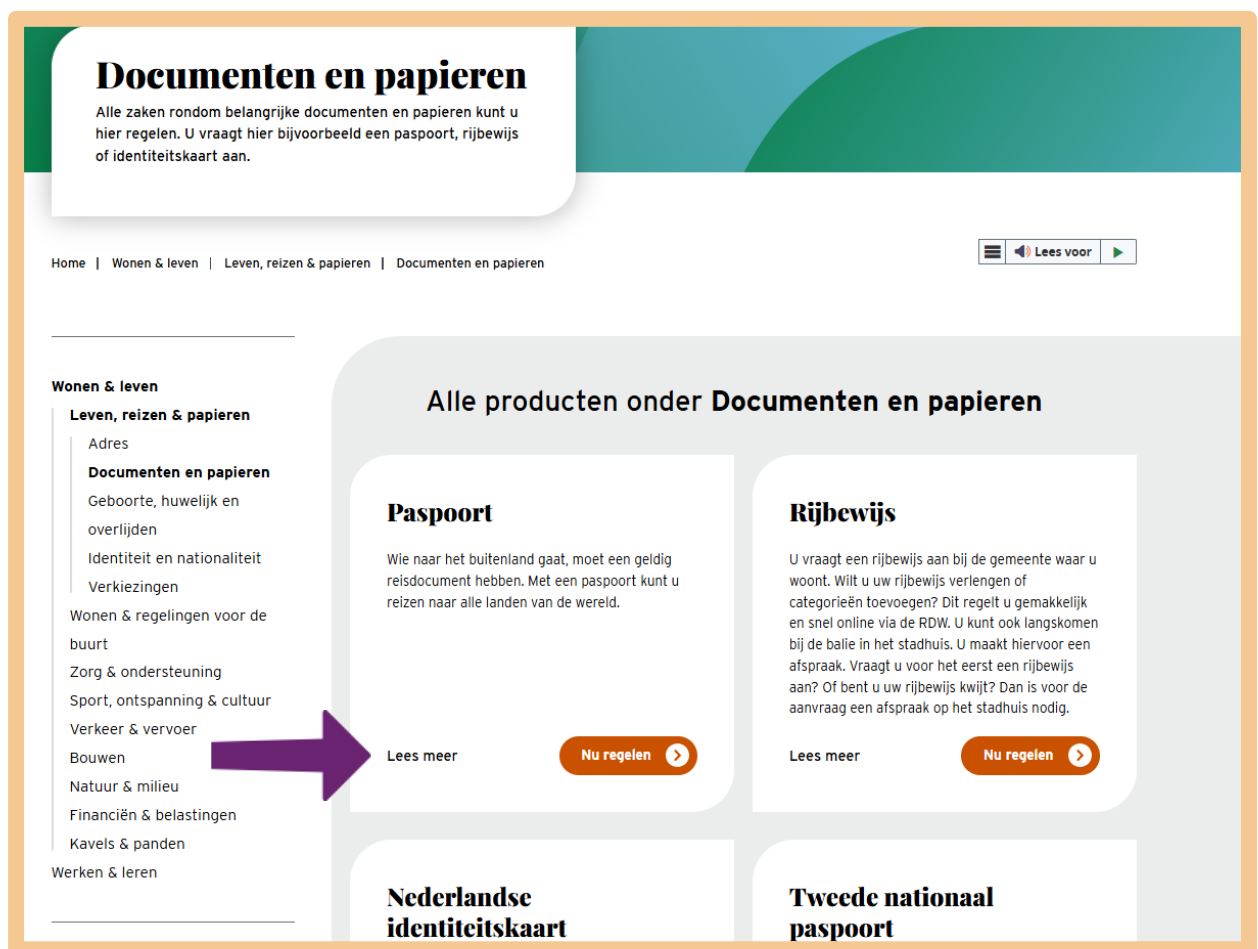 Documenten en papieren
Alle zaken rondom belangrijke documenten en papieren kunt u
hier regelen. U vraagt hier bijvoorbeeld een paspoort, rijbewijs
of identiteitskaart aan.
Home | Wonen & leven | Leven, reizen & papieren | Documenten en papieren
Lees voor
Wonen & leven
Leven, reizen & papieren
Adres
Documenten en papieren
Geboorte, huwelijk en
overlijden
Identiteit en nationaliteit
Verkiezingen
Wonen & regelingen voor de
buurt
Zorg & ondersteuning
Sport, ontspanning & cultuur
Verkeer & vervoer
Bouwen
Natuur & milieu
Financiën & belastingen
Kavels & panden
Werken & leren
Alle producten onder Documenten en papieren
Paspoort
Wie naar het buitenland gaat, moet een geldig
reisdocument hebben. Met een paspoort kunt u
reizen naar alle landen van de wereld.
Lees meer
Nu regelen
Rijbewijs
U vraagt een rijbewijs aan bij de gemeente waar u
woont. Wilt u uw rijbewijs verlengen of
categorieën toevoegen? Dit regelt u gemakkelijk
en snel online via de RDW. U kunt ook langskomen
bij de balie in het stadhuis. U maakt hiervoor een
afspraak. Vraagt u voor het eerst een rijbewijs
aan? Of bent u uw rijbewijs kwijt? Dan is voor de
aanvraag een afspraak op het stadhuis nodig.
Lees meer
Nu regelen
Nederlandse
identiteitskaart
Tweede nationaal
paspoort